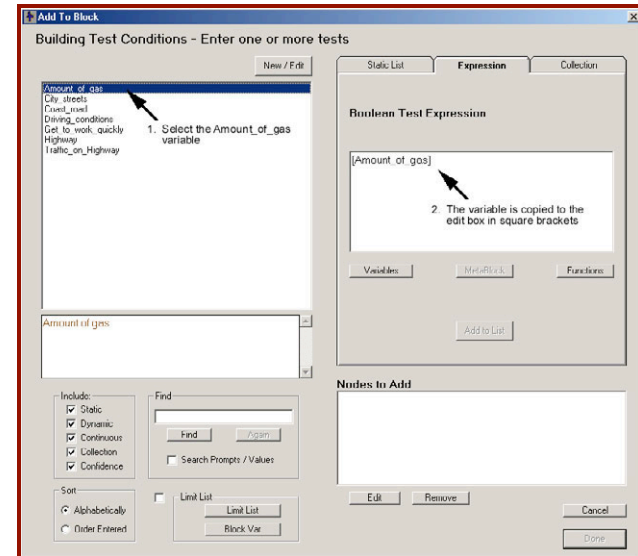 Add To Block
Building Test Conditions - Enter one or more tests
New / Edit
Amount_of_gas
City_streets
Coast_road
Driving_conditions
Get_to_work_quickly
Highway
Traffic_on_Highway
1. Select the Amount_of_gas
variable
Amount of gas
Include:
Static
Dynamic
Continuous
Collection
Confidence
Find
Find
Again
Search Prompts / Values
Sort
Alphabetically
Order Entered
Limit List
Limit List
Block Var
Static List
Expression
Collection
Boolean Test Expression
[Amount_of_gas]
2. The variable is copied to the
edit box in square brackets
Variables
MetaBlock
Functions
Add to List
Nodes to Add
Edit
Remove
Cancel
Done